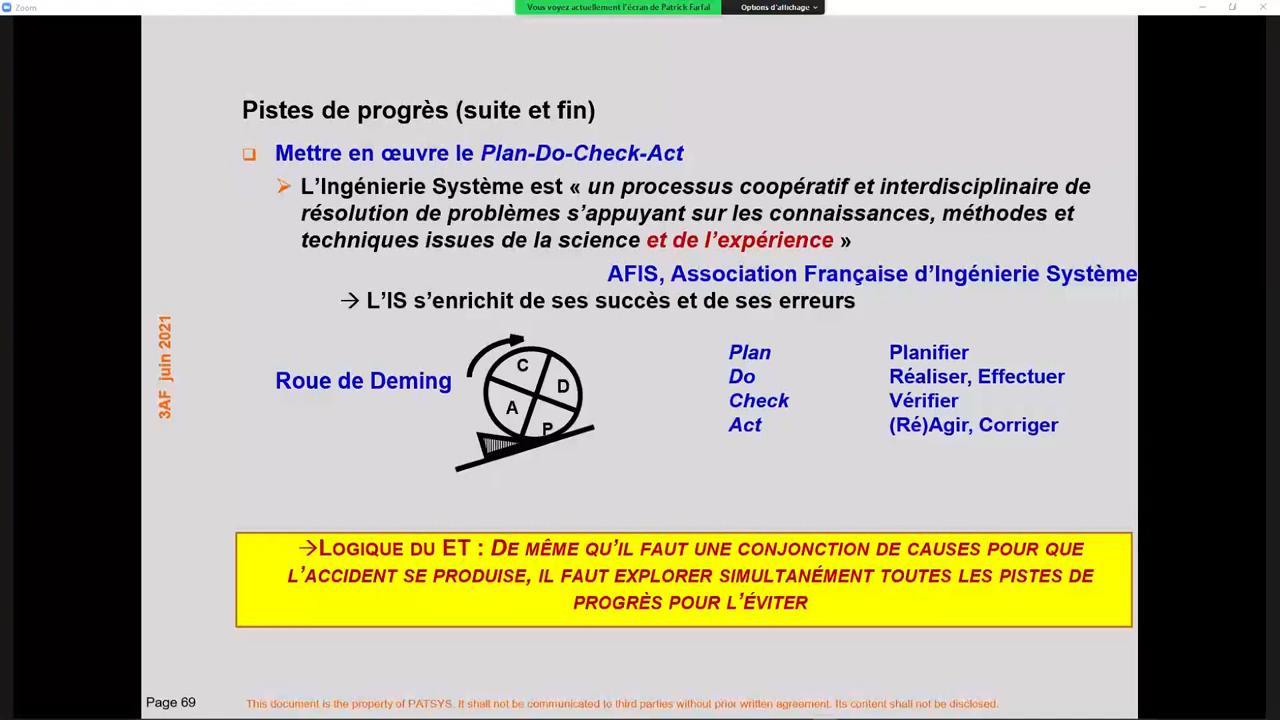 Zoom
Vous voyez actuellement l'écran de Patrick Farfal
Options d'affichage
Pistes de progrès (suite et fin)
Mettre en œuvre le Plan-Do-Check-Act
L'Ingénierie Système est « un processus coopératif et interdisciplinaire de
résolution de problèmes s'appuyant sur les connaissances, méthodes et
techniques issues de la science et de l'expérience »
AFIS, Association Française d'Ingénierie Système
→ L'IS s'enrichit de ses succès et de ses erreurs
3AF juin 2021
Roue de Deming
C
D
A
P
Plan Planifier
Do Réaliser, Effectuer
Check Vérifier
Act (Ré)Agir, Corriger
→LOGIQUE DU ET : DE MÊME QU'IL FAUT UNE CONJONCTION DE CAUSES POUR QUE
L'ACCIDENT SE PRODUISE, IL FAUT EXPLORER SIMULTANÉMENT TOUTES LES PISTES DE
PROGRÈS POUR L'ÉVITER
Page 69
This document is the property of PATSYS. It shall not be communicated to third parties without prior written agreement. Its content shall not be disclosed.